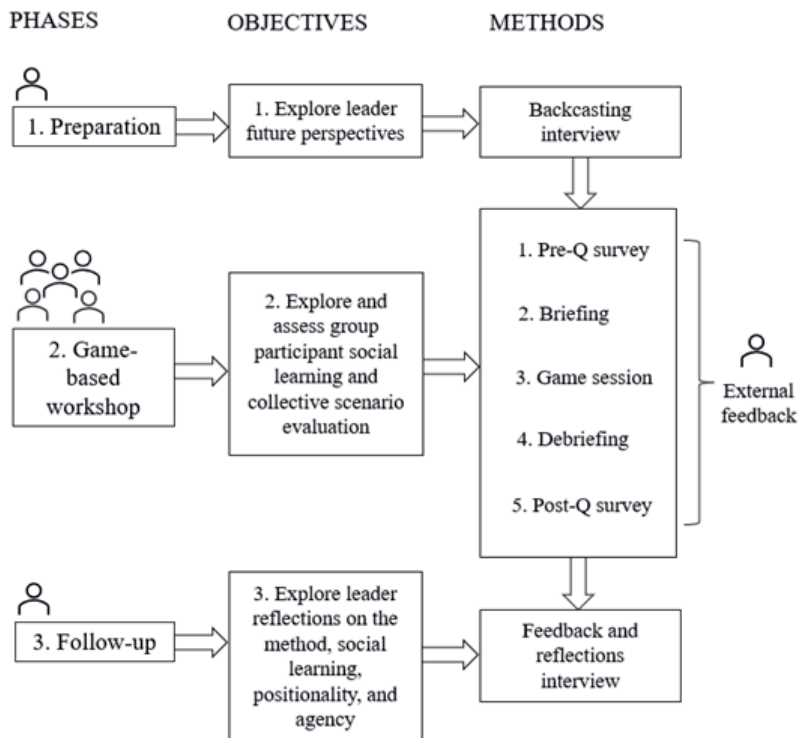 PHASES
OBJECTIVES
METHODS
1. Preparation
1. Explore leader
future perspectives
Backcasting
interview
2. Game-
based
workshop
2. Explore and
assess group
participant social
learning and
collective scenario
evaluation
1. Pre-Q survey
2. Briefing
3. Game session
4. Debriefing
5. Post-Q survey
External
feedback
3. Follow-up
3. Explore leader
reflections on the
method, social
learning,
positionality, and
agency
Feedback and
reflections
interview